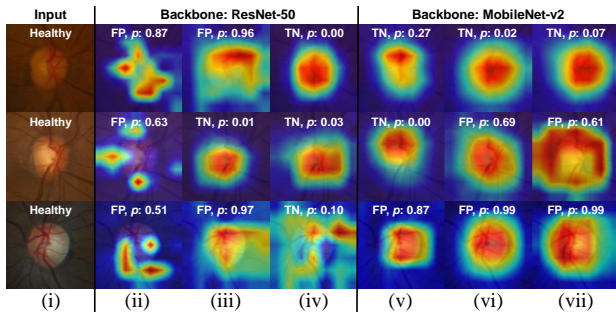 Input Backbone: ResNet-50 Backbone: MobileNet-v2
Healthy FP, p: 0.87 FP, p: 0.96 TN, p: 0.00 TN, p: 0.27 TN, p: 0.02 TN, p: 0.07
Healthy FP, p: 0.63 TN, p: 0.01 TN, p: 0.03 TN, p: 0.00 FP, p: 0.69 FP, p: 0.61
Healthy FP, p: 0.51 FP, p: 0.97 TN, p: 0.10 FP, p: 0.87 FP, p: 0.99 FP, p: 0.99
(i) (ii) (iii) (iv) (v) (vi) (vii)